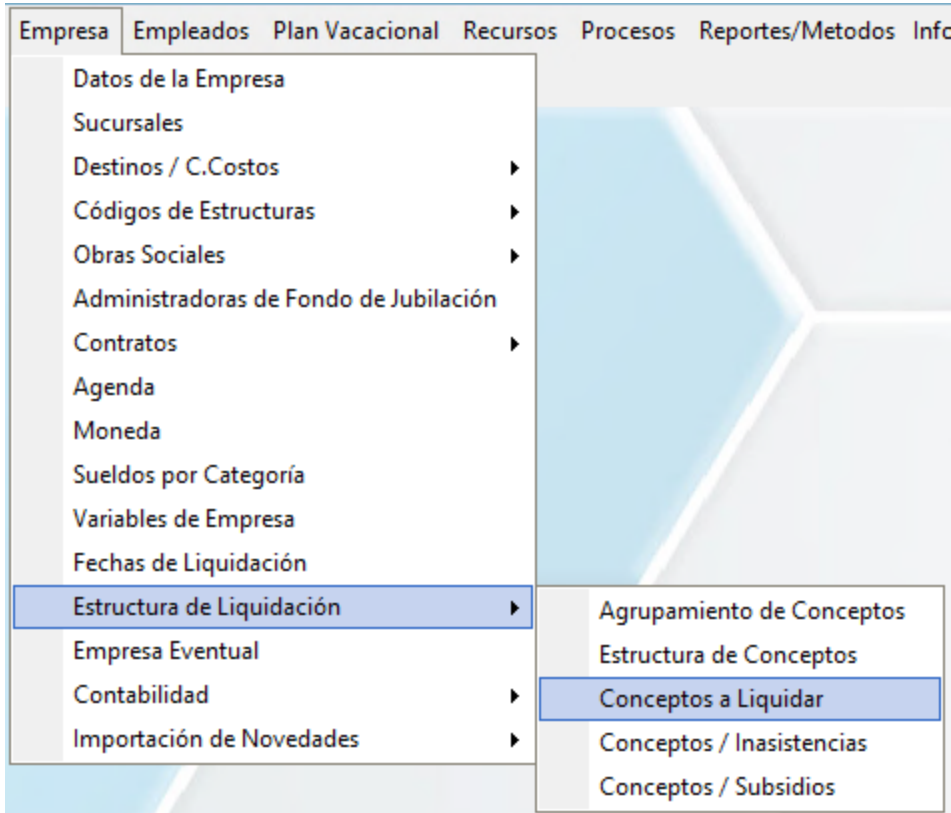 Empresa Empleados Plan Vacacional Recursos Procesos Reportes/Metodos
Datos de la Empresa
Sucursales
Destinos / C.Costos
Códigos de Estructuras
Obras Sociales
Administradoras de Fondo de Jubilación
Contratos
Agenda
Moneda
Sueldos por Categoría
Variables de Empresa
Fechas de Liquidación
Estructura de Liquidación
Empresa Eventual
Contabilidad
Importación de Novedades
Agrupamiento de Conceptos
Estructura de Conceptos
Conceptos a Liquidar
Conceptos / Inasistencias
Conceptos / Subsidios